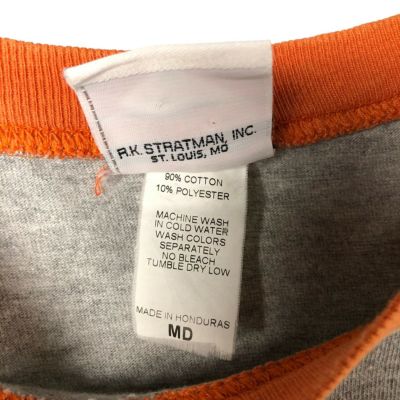 R.K. STRATMAN, INC.
ST. LOUIS, MO
90% COTTON
10% POLYESTER
MACHINE WASH
IN COLD WATER
WASH COLORS
SEPARATELY
NO BLEACH
TUMBLE DRY LOW
MADE IN HONDURAS
MD